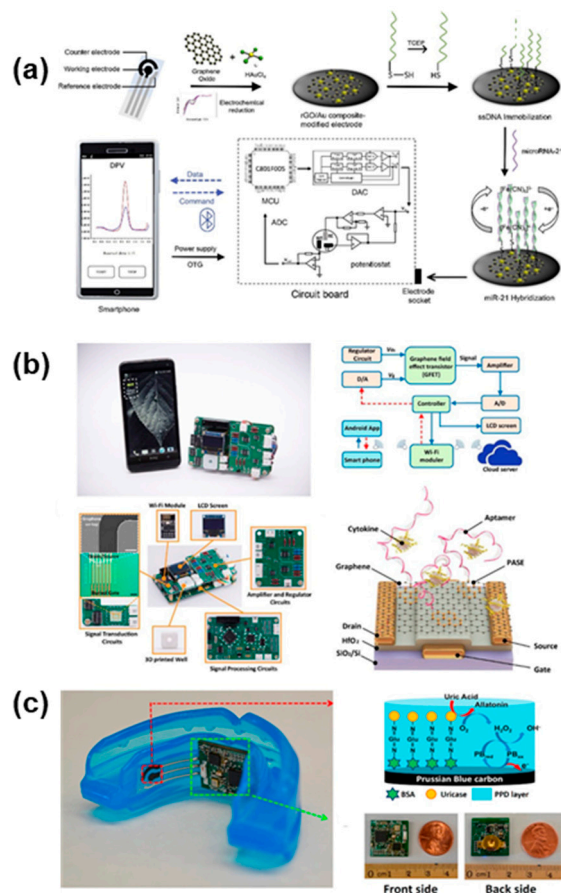 (a)
Counter electrode
Working electrode
Reference electrode
Graphene
Oxide
+
HAuCl₄
Electrochemical
reduction
rGO/Au composite-
modified electrode
TCEP
S—SH
HS
ssDNA Immobilization
microRNA-21
miR-21 Hybridization
DPV
Smartphone
Data
Command
Power supply
OTG
C8051F005
MCU
DAC
ADC
potentiostat
Circuit board
Electrode
socket
(b)
Regulator
Circuit
Graphene field
effect transistor
(GFET)
Signal
Amplifier
D/A
A/D
Controller
LCD screen
Android App
Smart phone
Wi-Fi
moduler
Cloud server
Wi-Fi Module
LCD Screen
Buried Gate
Signal Transduction
Circuits
3D printed Well
Amplifier and Regulator
Circuits
Signal Processing Circuits
Cytokine
Aptamer
Graphene
PASE
Drain
HfO₂
SiO₂/Si
Source
Gate
(c)
Uric Acid
Allatonin
O₂
H₂O₂
OH⁻
Prussian Blue carbon
BSA
Uricase
PPD layer
Front side
Back side